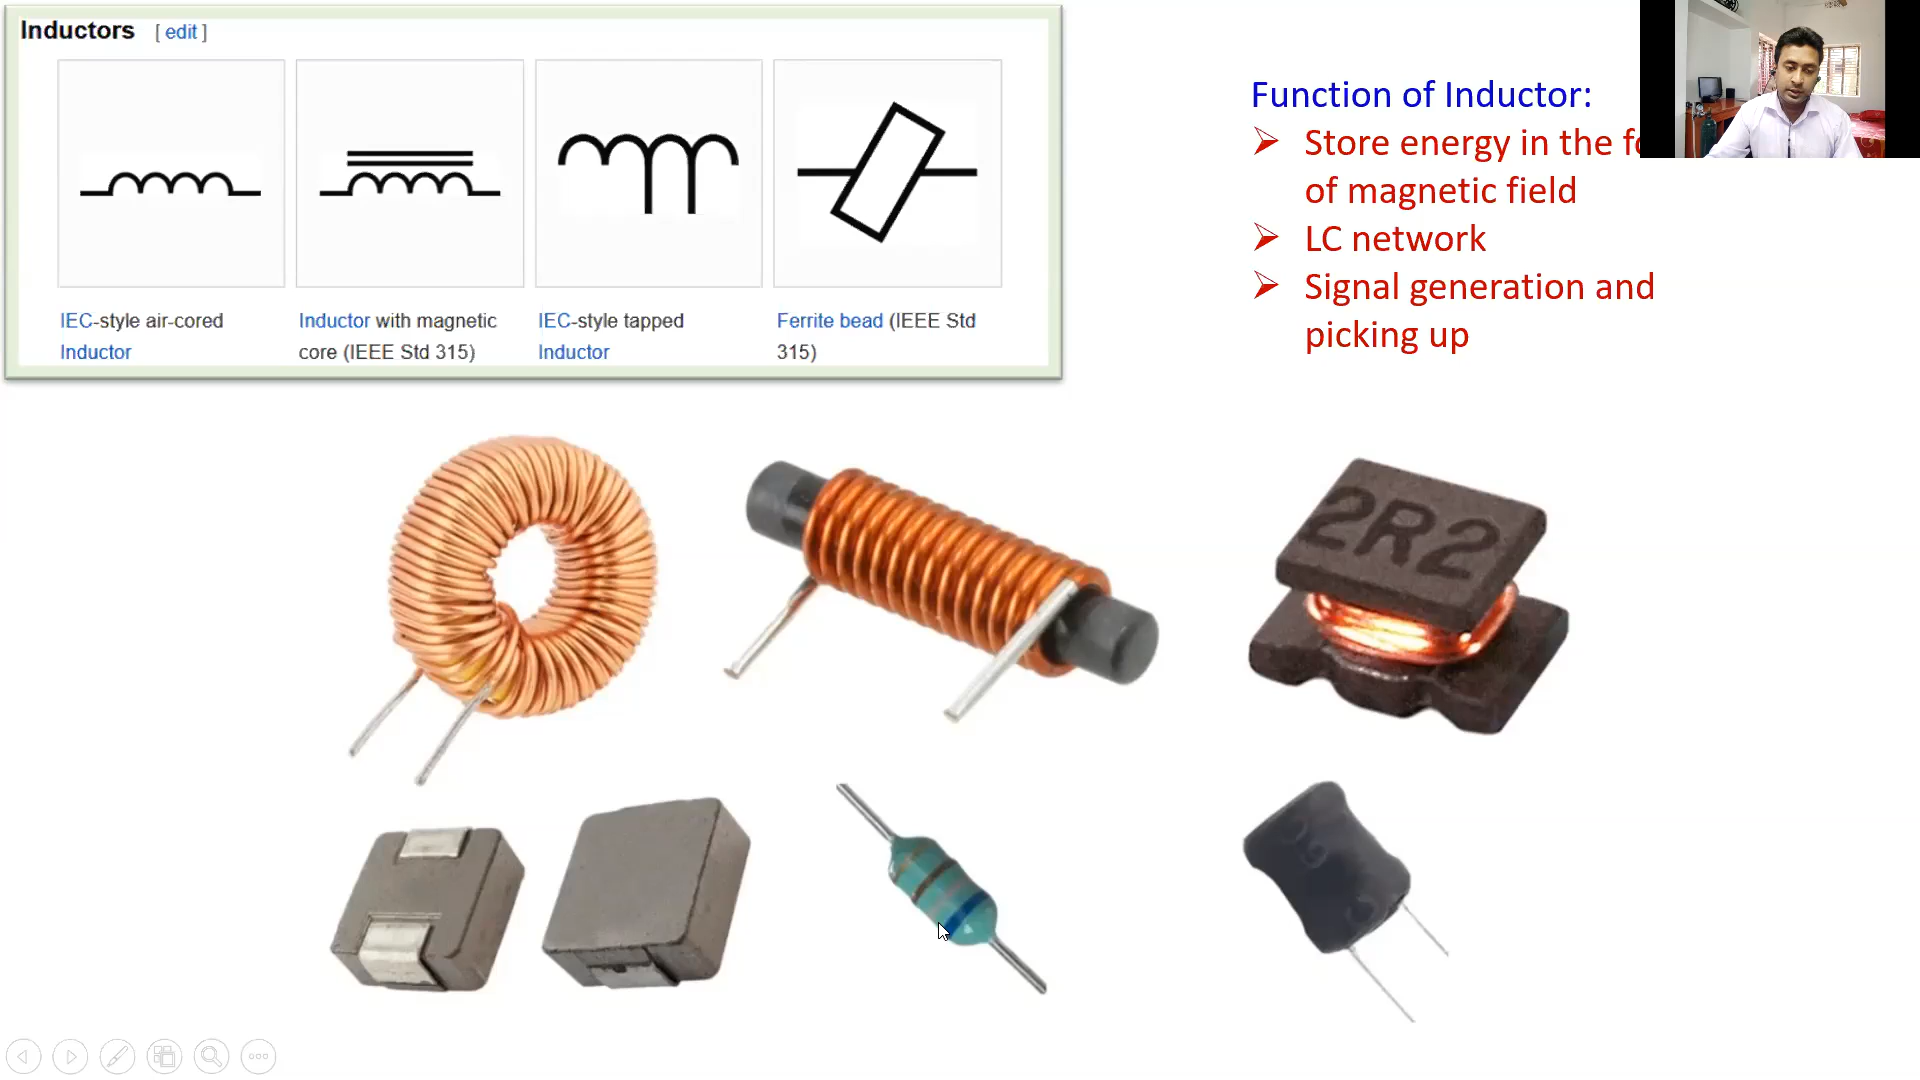 Inductors [ edit ]
IEC-style air-cored
Inductor
Inductor with magnetic
core (IEEE Std 315)
IEC-style tapped
Inductor
Ferrite bead (IEEE Std
315)
Function of Inductor:
Store energy in the
of magnetic field
LC network
Signal generation and
picking up
2R2